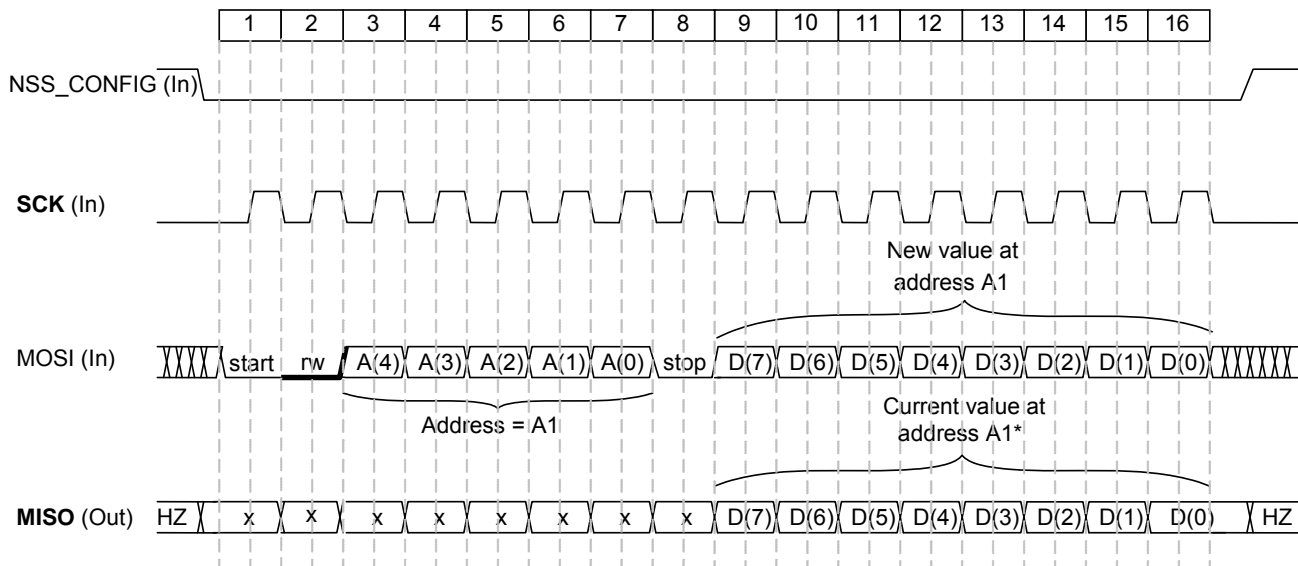 1 2 3 4 5 6 7 8 9 10 11 12 13 14 15 16
NSS_CONFIG (In)
SCK (In)
New value at
address A1
MOSI (In) start rw A(4) A(3) A(2) A(1) A(0) stop D(7) D(6) D(5) D(4) D(3) D(2) D(1) D(0)
Address = A1
Current value at
address A1*
MISO (Out) HZ x x x x x x x x D(7) D(6) D(5) D(4) D(3) D(2) D(1) D(0) HZ